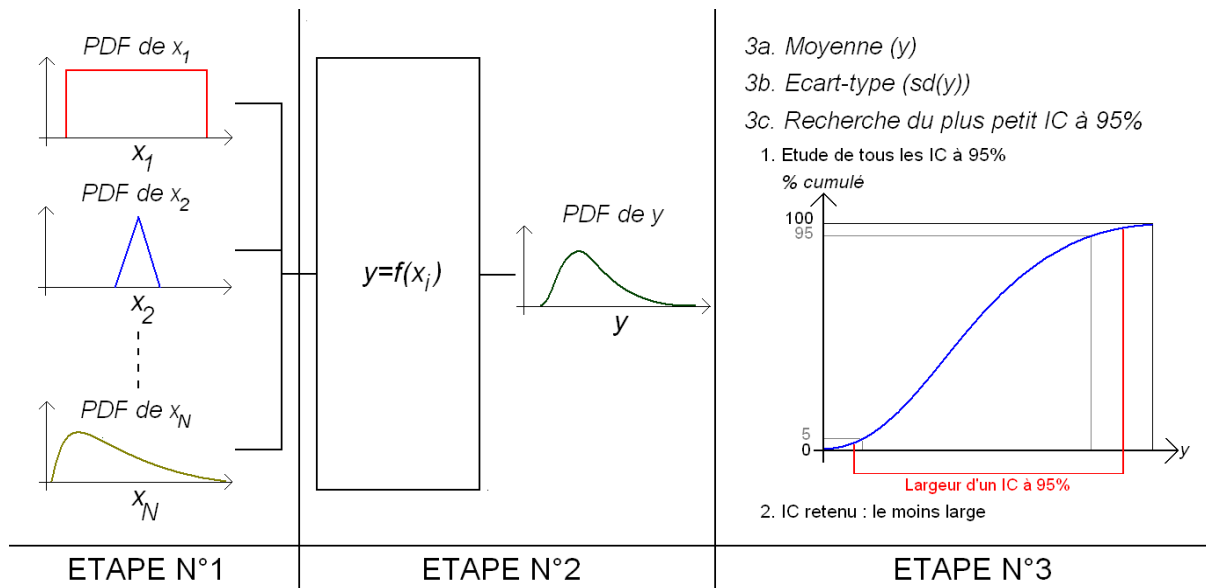 PDF de x1
x1
PDF de x2
x2
PDF de xN
xN
ETAPE N°1
y=f(xi)
PDF de y
y
ETAPE N°2
3a. Moyenne (y)
3b. Ecart-type (sd(y))
3c. Recherche du plus petit IC à 95%
1. Etude de tous les IC à 95%
% cumulé
100
95
5
0
y
Largeur d'un IC à 95%
2. IC retenu : le moins large
ETAPE N°3